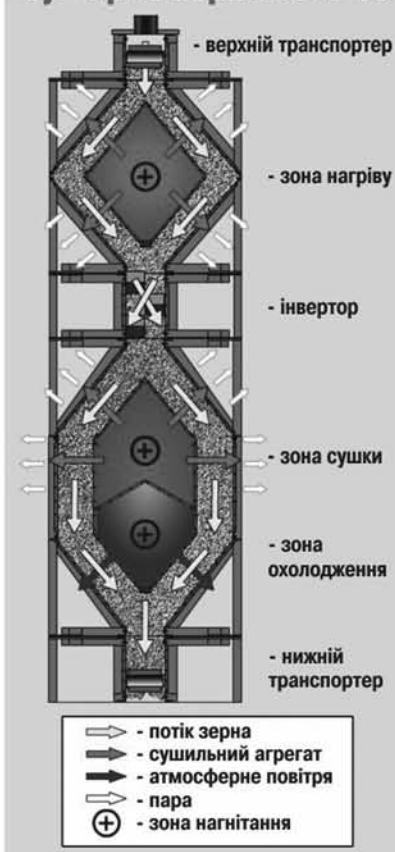 - верхній транспортер
- зона нагріву
- інвертор
- зона сушки
- зона
охолодження
- нижній
транспортер
- потік зерна
- сушильний агрегат
- атмосферне повітря
- пара
- зона нагнітання